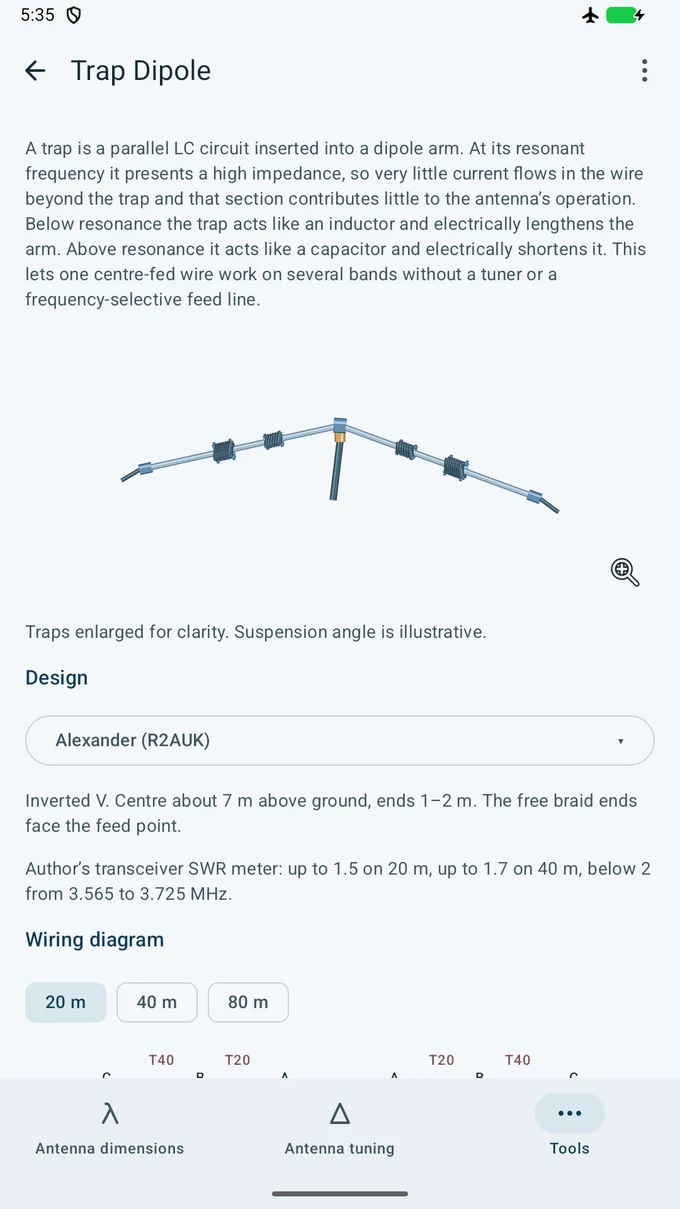 5:35
Trap Dipole
A trap is a parallel LC circuit inserted into a dipole arm. At its resonant
frequency it presents a high impedance, so very little current flows in the wire
beyond the trap and that section contributes little to the antenna’s operation.
Below resonance the trap acts like an inductor and electrically lengthens the
arm. Above resonance it acts like a capacitor and electrically shortens it. This
lets one centre-fed wire work on several bands without a tuner or a
frequency-selective feed line.
Traps enlarged for clarity. Suspension angle is illustrative.
Design
Alexander (R2AUK)
Inverted V. Centre about 7 m above ground, ends 1–2 m. The free braid ends
face the feed point.
Author’s transceiver SWR meter: up to 1.5 on 20 m, up to 1.7 on 40 m, below 2
from 3.565 to 3.725 MHz.
Wiring diagram
20 m 40 m 80 m
T40 T20 T20 T40
C B A A B C
λ Δ
Antenna dimensions Antenna tuning Tools